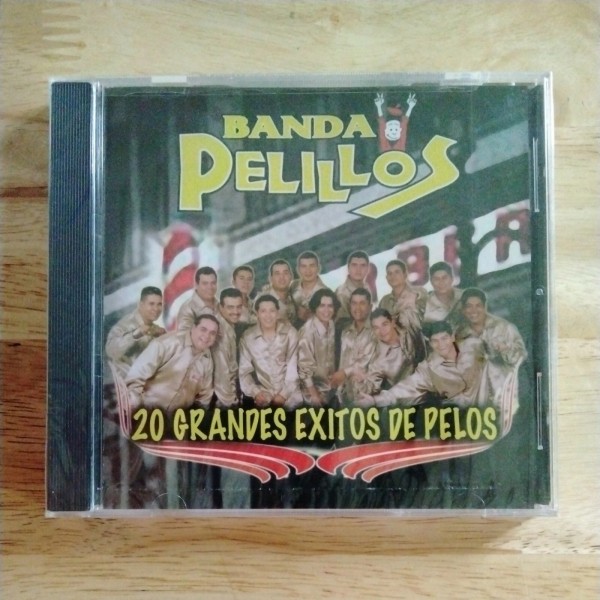 BANDA
PELILLOS
20 GRANDES EXITOS DE PELOS